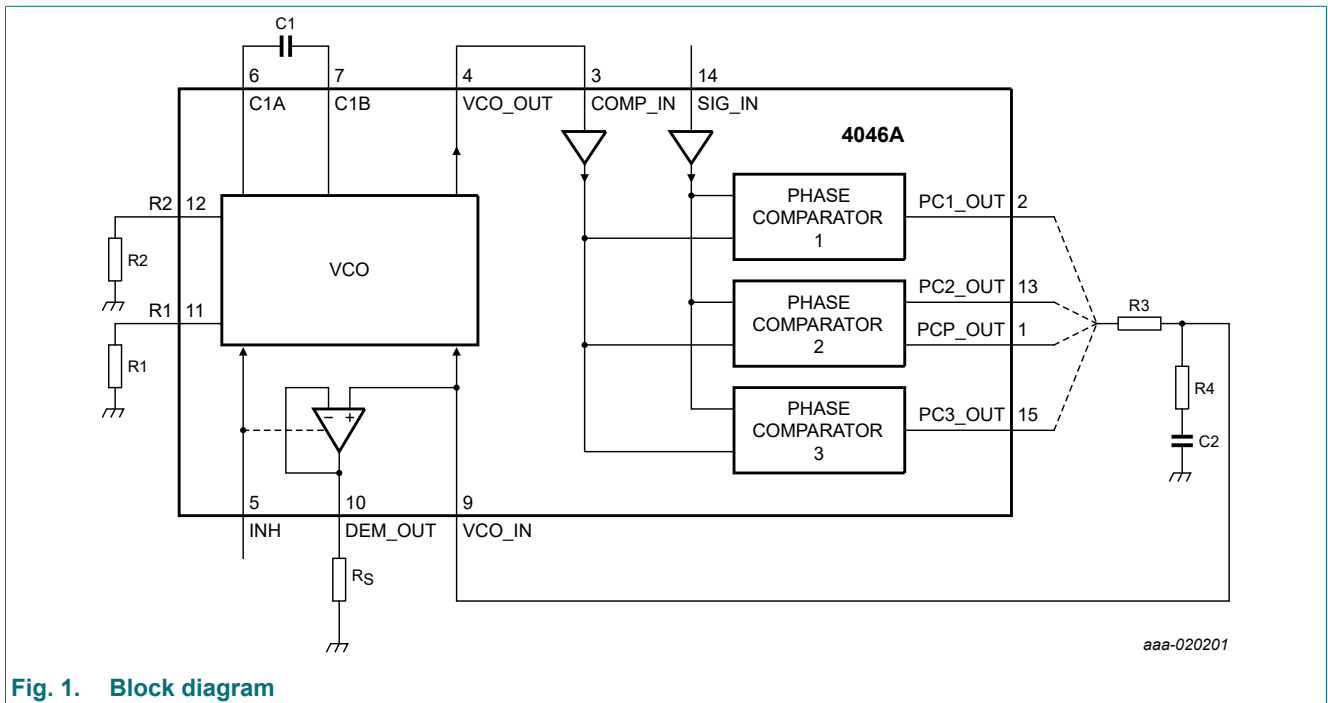 C1
6 7 4 3 14
C1A C1B VCO_OUT COMP_IN SIG_IN
4046A
PHASE
COMPARATOR
1
PC1_OUT 2
R2 12
R2
VCO
PHASE
COMPARATOR
2
PC2_OUT 13
PCP_OUT 1
R3
R1 11
R1
R4
C2
PHASE
COMPARATOR
3
PC3_OUT 15
− +
5 10 9
INH DEM_OUT VCO_IN
RS
aaa-020201
Fig. 1. Block diagram